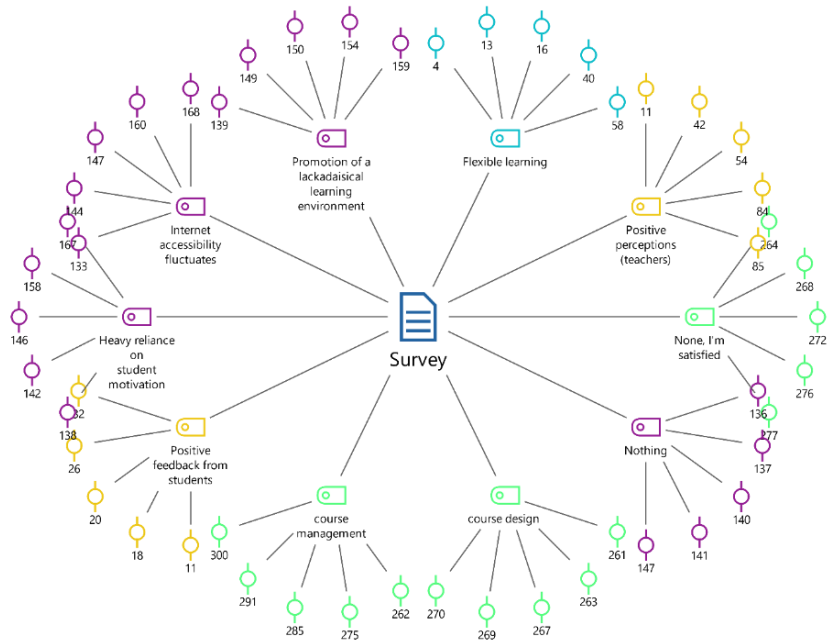 13
154
16
150
4
159
40
149
11
168
42
160
139
58
54
147
Promotion of a
lackadaisical
learning
environment
Flexible learning
144
84
Internet
accessibility
fluctuates
Positive
perceptions
(teachers)
167
264
133
85
158
268
146
Heavy reliance
on
student
motivation
Survey
None, I'm
satisfied
272
142
276
32
136
138
277
26
Positive
feedback from
students
Nothing
137
20
course
management
course design
140
18
300
261
141
11
147
291
262
270
263
285
275
269
267